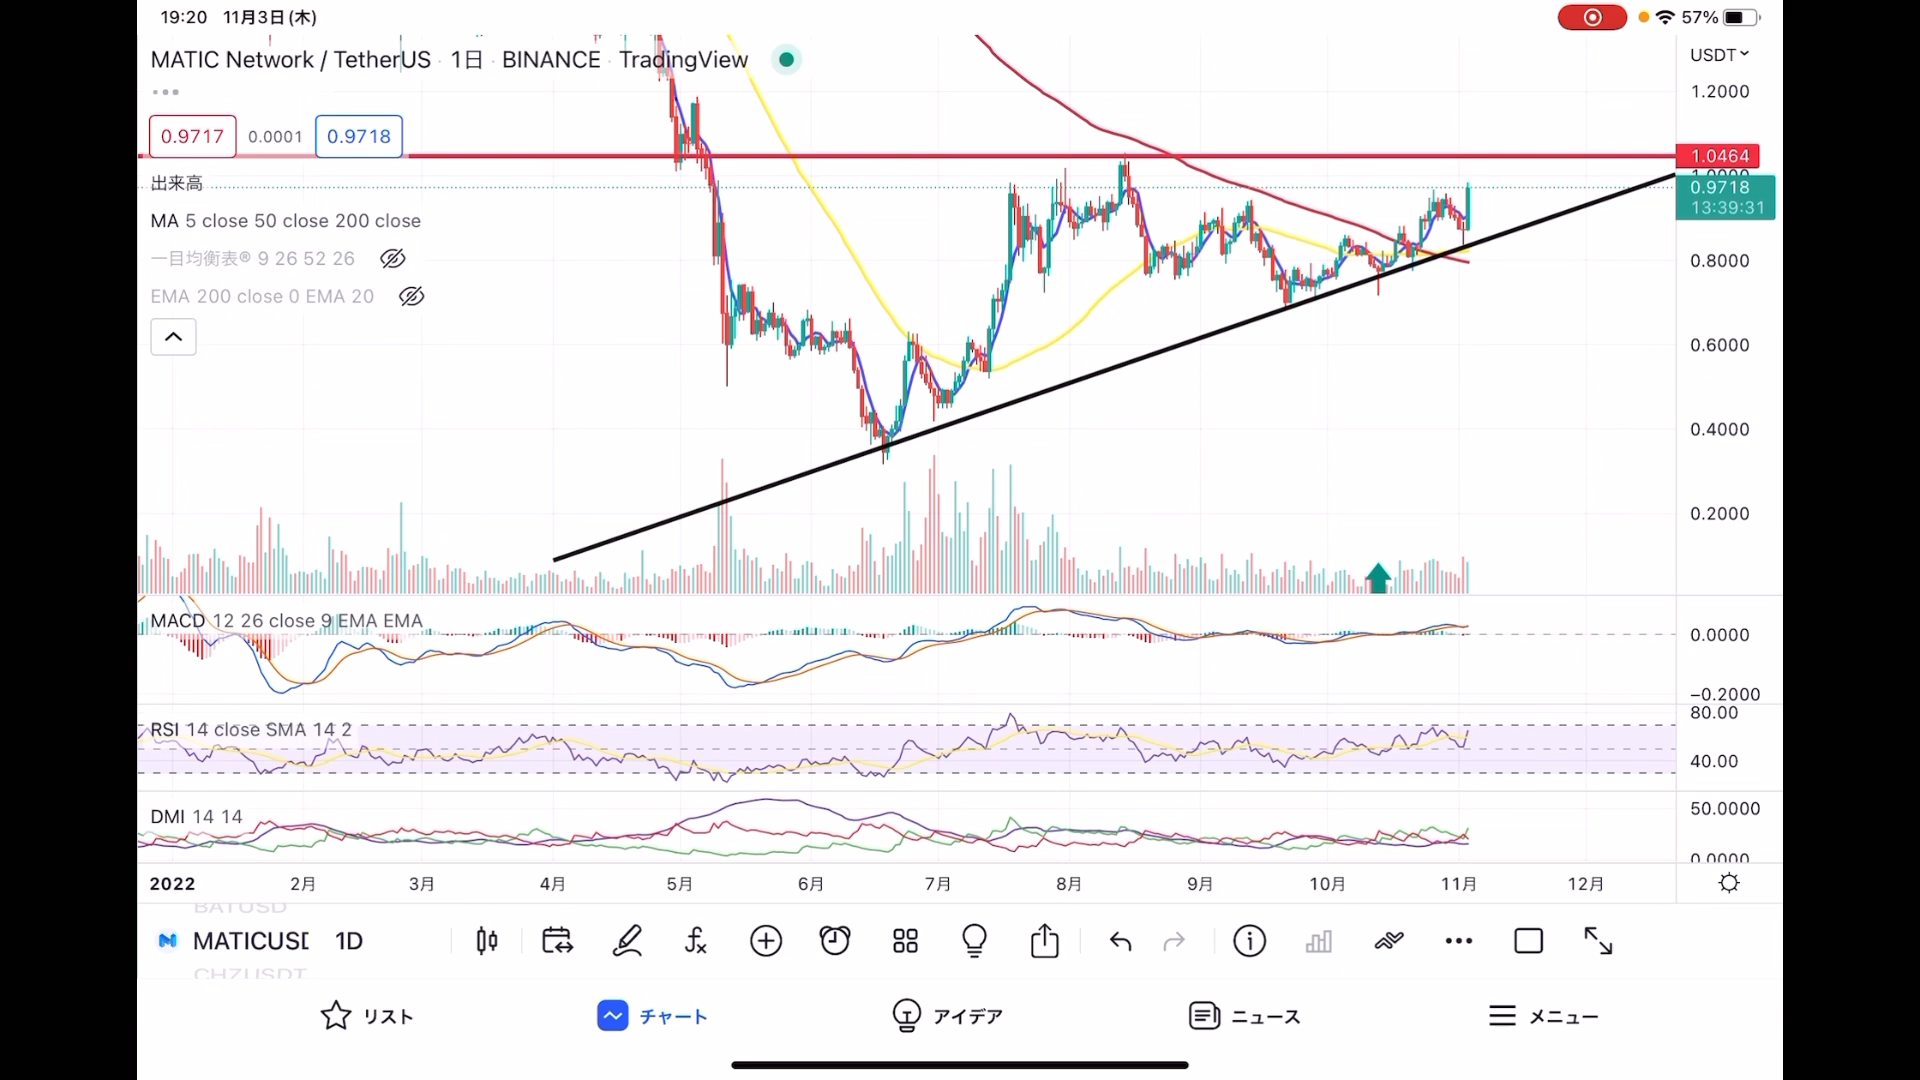 19:20 11月3日(木)
57%
MATIC Network / TetherUS · 1日 · BINANCE · TradingView
USDT
0.9717 0.0001 0.9718
出来高
MA 5 close 50 close 200 close
一目均衡表® 9 26 52 26
EMA 200 close 0 EMA 20
1.2000
1.0464
1.0000
0.9718
13:39:31
0.8000
0.6000
0.4000
0.2000
MACD 12 26 close 9 EMA EMA
0.0000
−0.2000
RSI 14 close SMA 14 2
80.00
40.00
DMI 14 14
50.0000
0.0000
2022 2月 3月 4月 5月 6月 7月 8月 9月 10月 11月 12月
BATUSD
MATICUSD 1D
CHZUSDT
リスト チャート アイデア ニュース メニュー